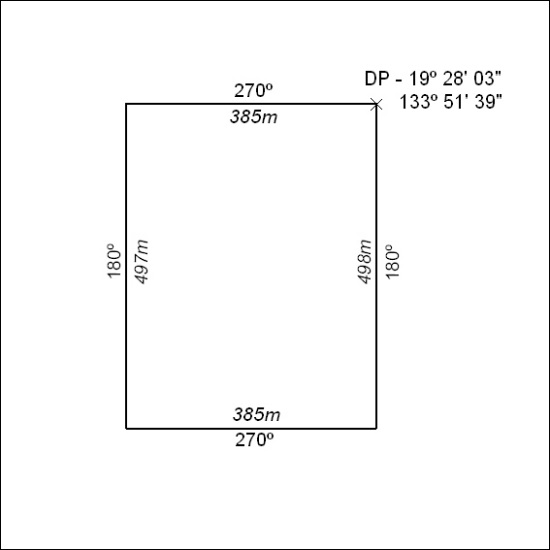 DP - 19º 28' 03"
133º 51' 39"
270º
385m
180º
497m
498m
180º
385m
270º